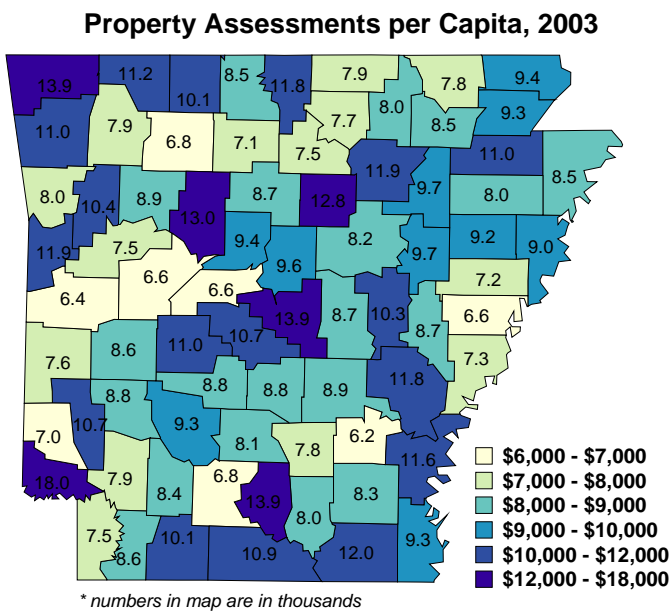 Property Assessments per Capita, 2003
13.9 11.2 10.1 8.5 11.8 7.9 7.8 9.4
11.0 7.9 6.8 7.1 7.5 7.7 8.0 8.5 9.3
8.0 10.4 8.9 13.0 8.7 12.8 11.9 9.7 11.0 8.0 8.5
11.9 7.5 9.4 9.6 8.2 9.7 9.2 9.0
6.4 6.6 6.6 13.9 8.7 10.3 8.7 7.2 6.6
7.6 8.6 11.0 10.7 7.3
8.8 8.8 8.9 11.8
7.0 10.7 8.8 9.3 8.1 7.8 6.2 11.6
18.0 7.9 8.4 6.8 13.9 8.0 8.3
7.5 8.6 10.1 10.9 12.0 9.3
$6,000 - $7,000
$7,000 - $8,000
$8,000 - $9,000
$9,000 - $10,000
$10,000 - $12,000
$12,000 - $18,000
* numbers in map are in thousands